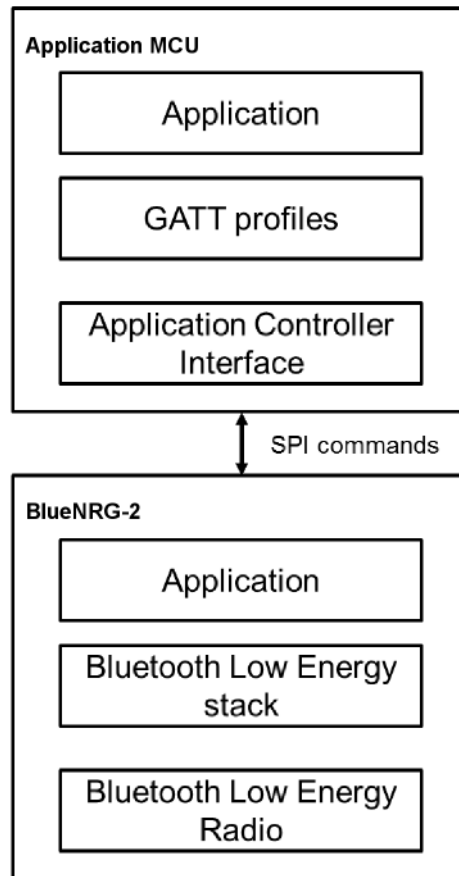 Application MCU
Application
GATT profiles
Application Controller
Interface
SPI commands
BlueNRG-2
Application
Bluetooth Low Energy
stack
Bluetooth Low Energy
Radio